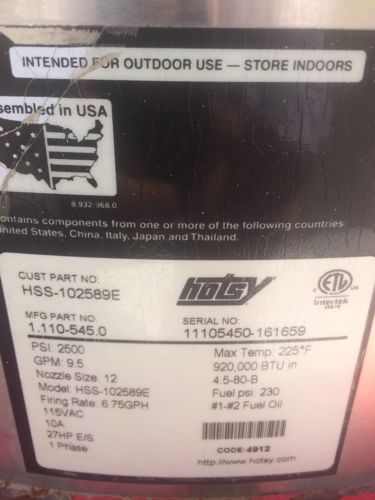 INTENDED FOR OUTDOOR USE — STORE INDOORS
sembled in USA
8.932-968.0
ontains components from one or more of the following countries:
United States, China, Italy, Japan and Thailand.
CUST PART NO.
HSS-102589E
hotsy
ETL
Intertek
MFG PART NO.
1.110-545.0
SERIAL NO:
11105450-161659
PSI: 2500
GPM: 9.5
Nozzle Size: 12
Model: HSS-102589E
Firing Rate: 6.75GPH
115VAC
10A
27HP E/S
1 Phase
Max Temp: 225°F
920,000 BTU in
4.5-80-B
Fuel psi: 230
#1-#2 Fuel Oil
CODE: 4912
http://www.hotsy.com